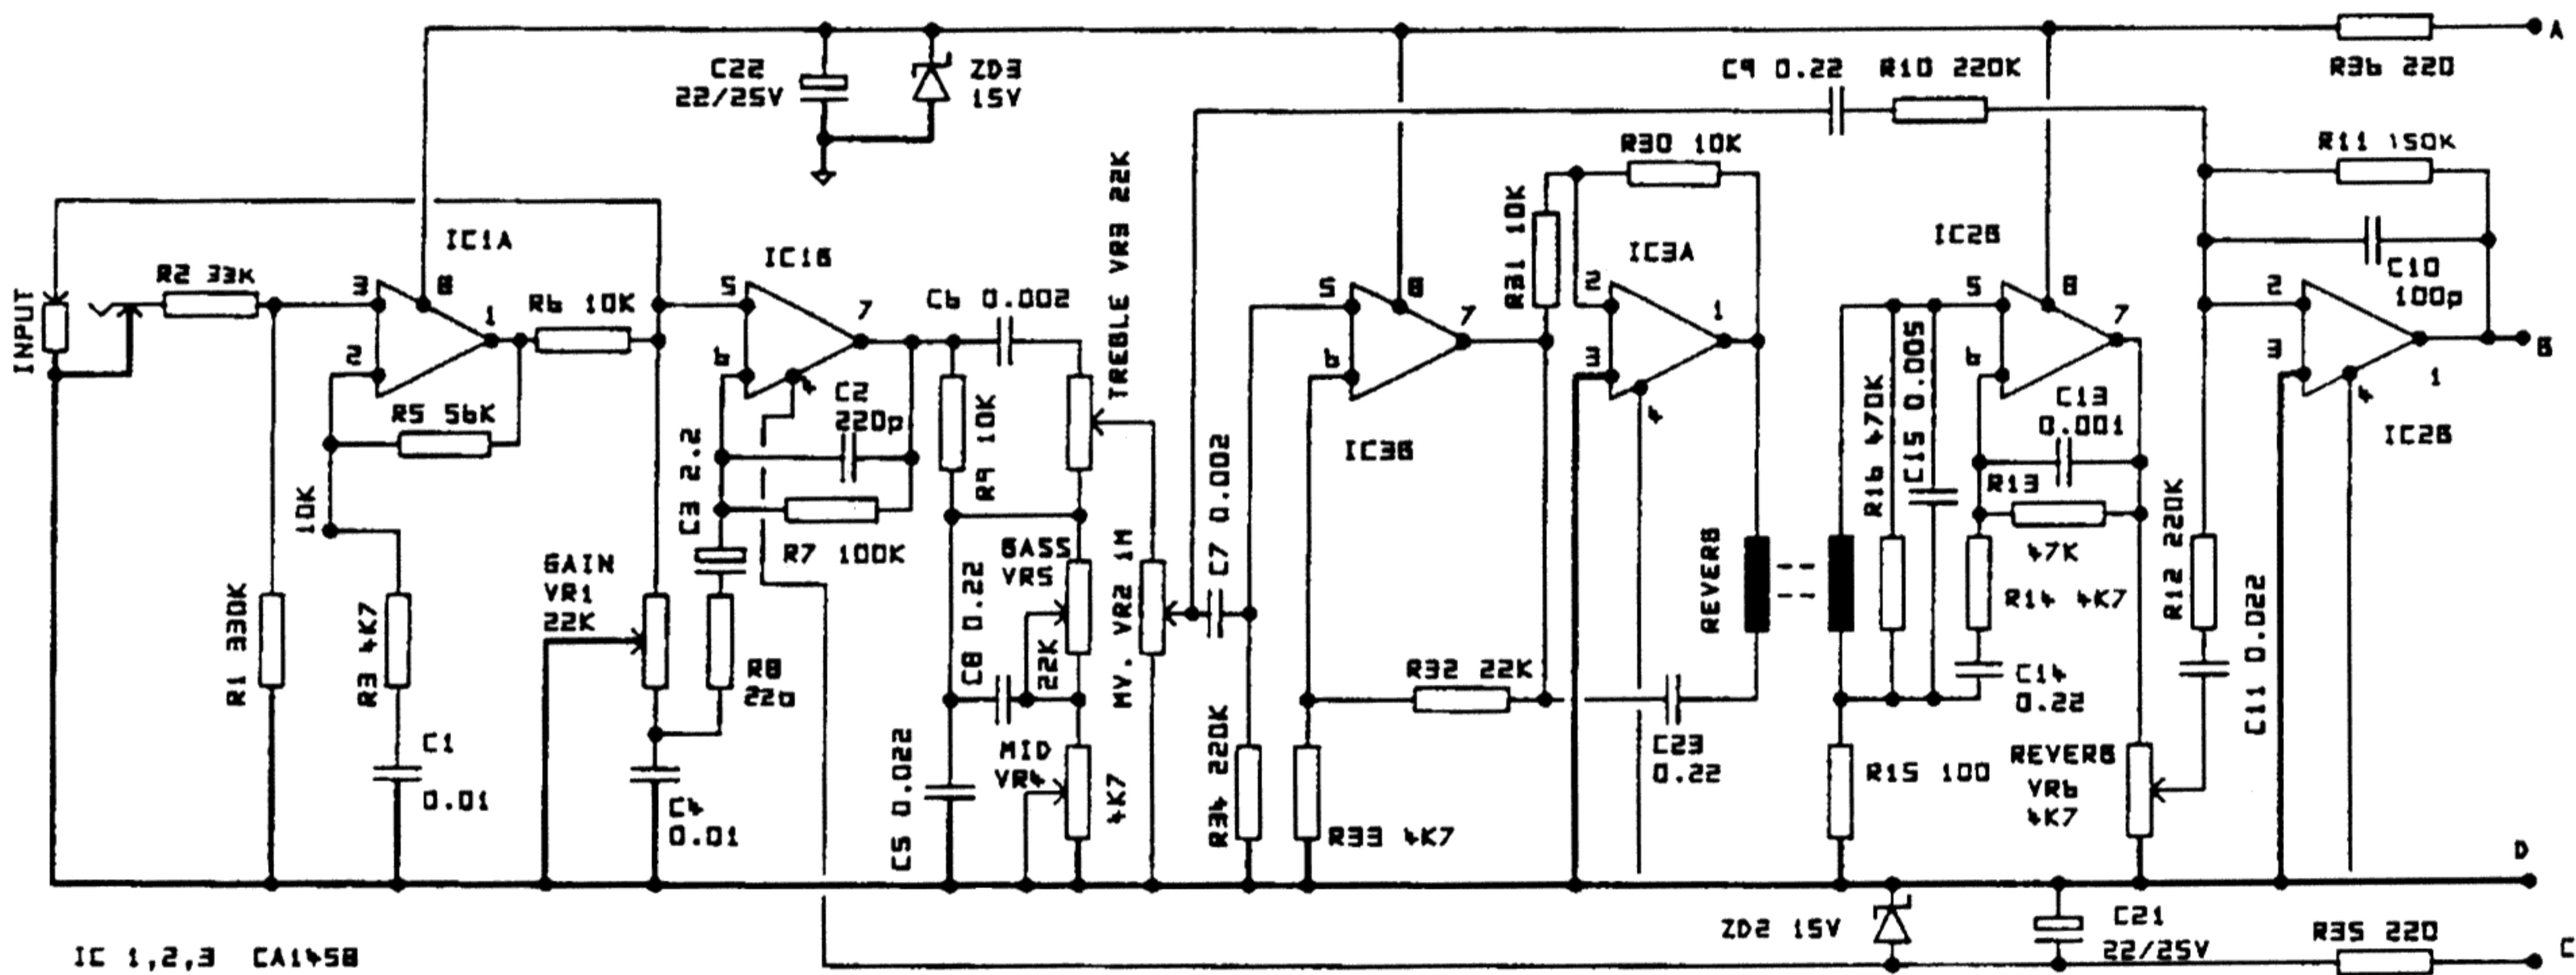 A
C22
22/25V
ZD3
15V
C9 0.22
R10 220K
R36 220
R11 150K
R30 10K
TREBLE VR3 22K
R31 10K
IC1A
IC1B
IC3A
IC2B
INPUT
R2 33K
3
8
1
2
R6 10K
5
7
6
4
C6 0.002
5
8
7
6
2
1
3
4
5
8
7
6
C10
100p
2
3
1
4
B
R5 56K
C2
220p
R9 10K
IC3B
R16 470K
C15 0.005
C13
0.001
IC2B
10K
C3 2.2
R7 100K
C7 0.002
R13
47K
R12 220K
GAIN
VR1
22K
BASS
VR5
22K
MV. VR2 1M
REVERB
R14 4K7
C11 0.022
R1 330K
R3 4K7
R8
C8 0.22
R32 22K
C14
0.22
C1
0.01
C4
0.01
C5 0.022
MID
VR4
4K7
R34 220K
R33 4K7
C23
0.22
R15 100
REVERB
VR6
4K7
D
ZD2 15V
C21
22/25V
R35 220
C
IC 1,2,3 CA1458